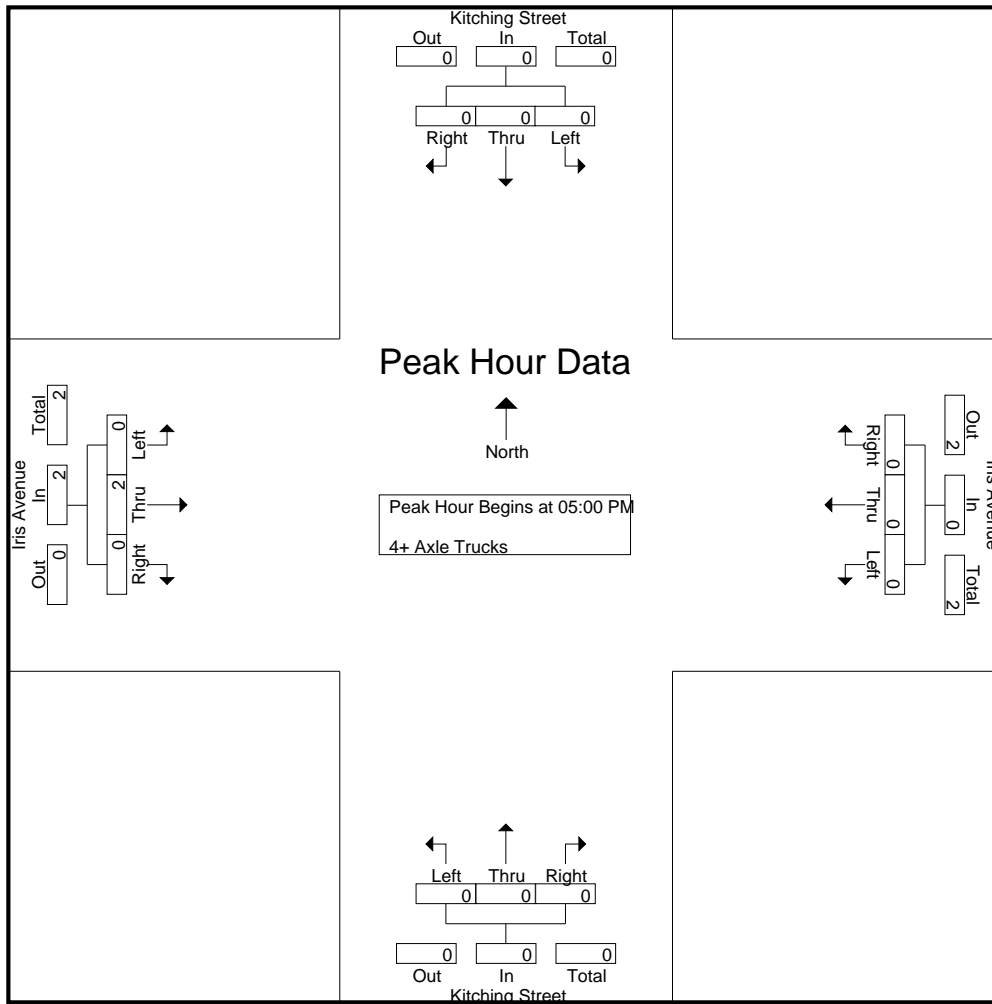 Kitching Street
Out In Total
0 0 0
0 0 0
Right Thru Left
Peak Hour Data
North
Peak Hour Begins at 05:00 PM
4+ Axle Trucks
Iris Avenue
Out In Total
0 2 2
0 2 0
Right Thru Left
Iris Avenue
Out In Total
2 0 2
0 0 0
Right Thru Left
Left Thru Right
0 0 0
0 0 0
Out In Total
Kitching Street